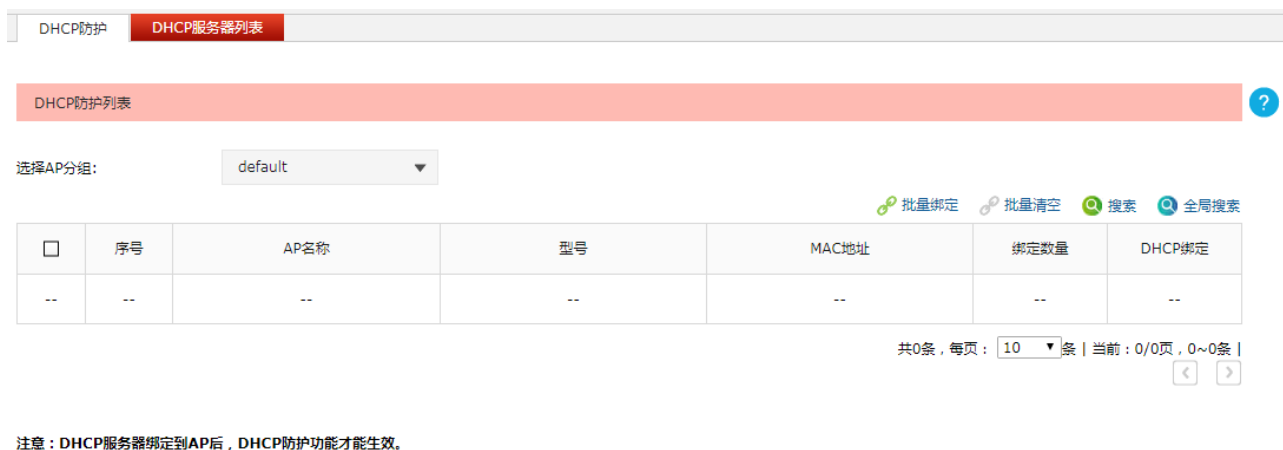 DHCP防护 DHCP服务器列表
DHCP防护列表 ?
选择AP分组: default
批量绑定 批量清空 搜索 全局搜索
序号 AP名称 型号 MAC地址 绑定数量 DHCP绑定
-- -- -- -- -- -- --
共0条，每页： 10 条 | 当前：0/0页，0~0条 |
< >
注意：DHCP服务器绑定到AP后，DHCP防护功能才能生效。